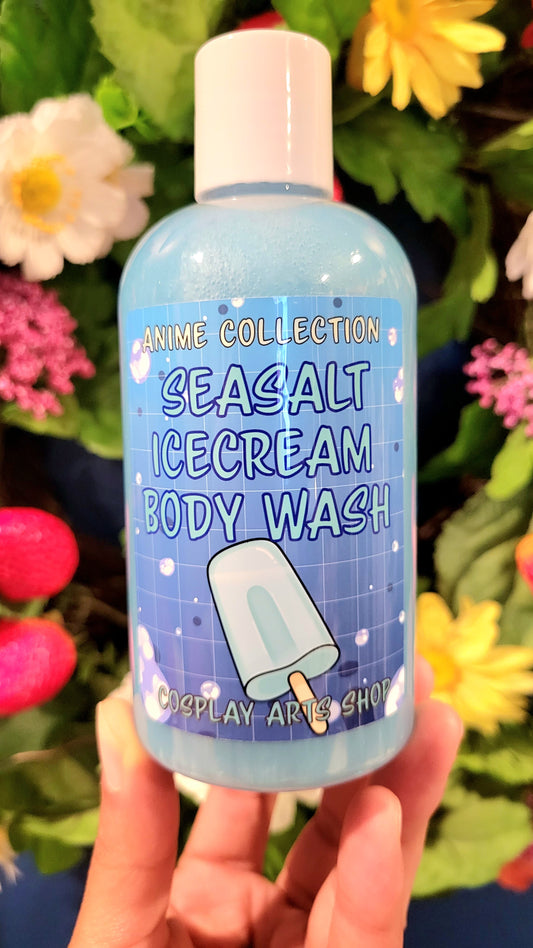 ANIME COLLECTION
SEASALT
ICECREAM
BODY WASH
COSPLAY ARTS SHOP